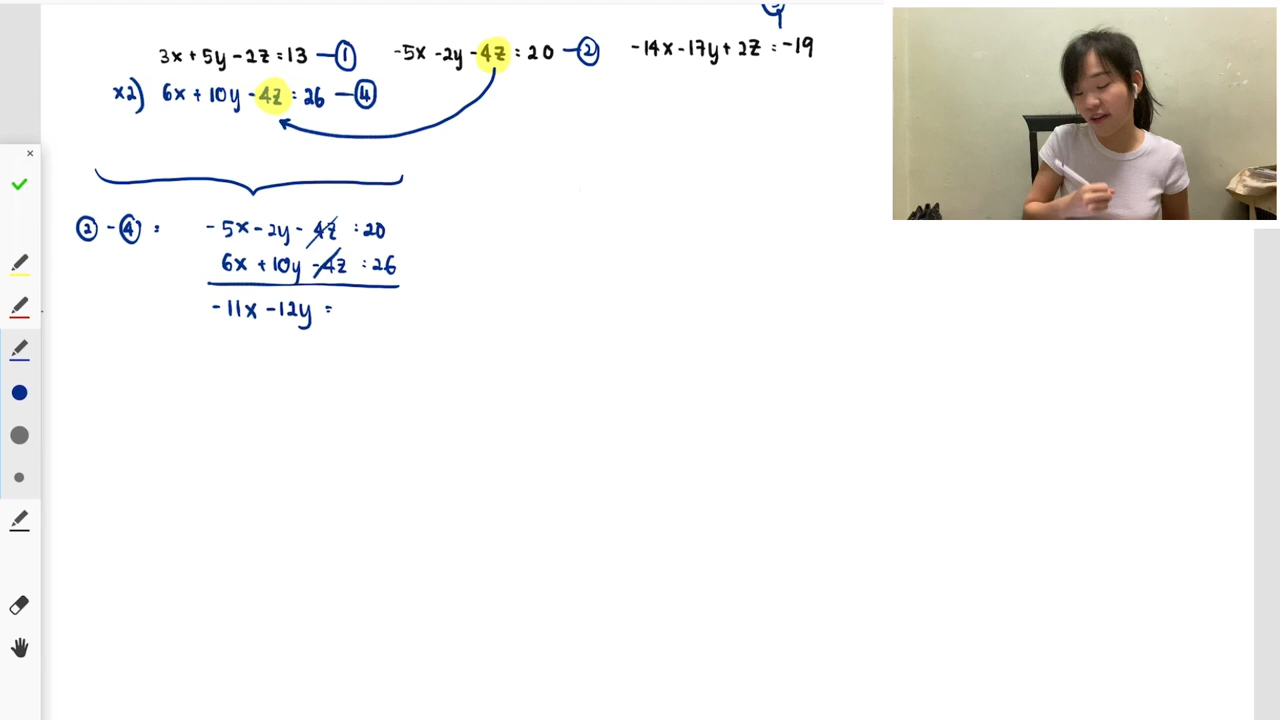 3x + 5y - 2z = 13 — ① -5x - 2y - 4z = 20 — ② -14x - 17y + 2z = -19
x2) 6x + 10y - 4z = 26 — ④
② - ④ : -5x - 2y - 4z : 20
6x + 10y - 4z : 26
-11x - 12y =